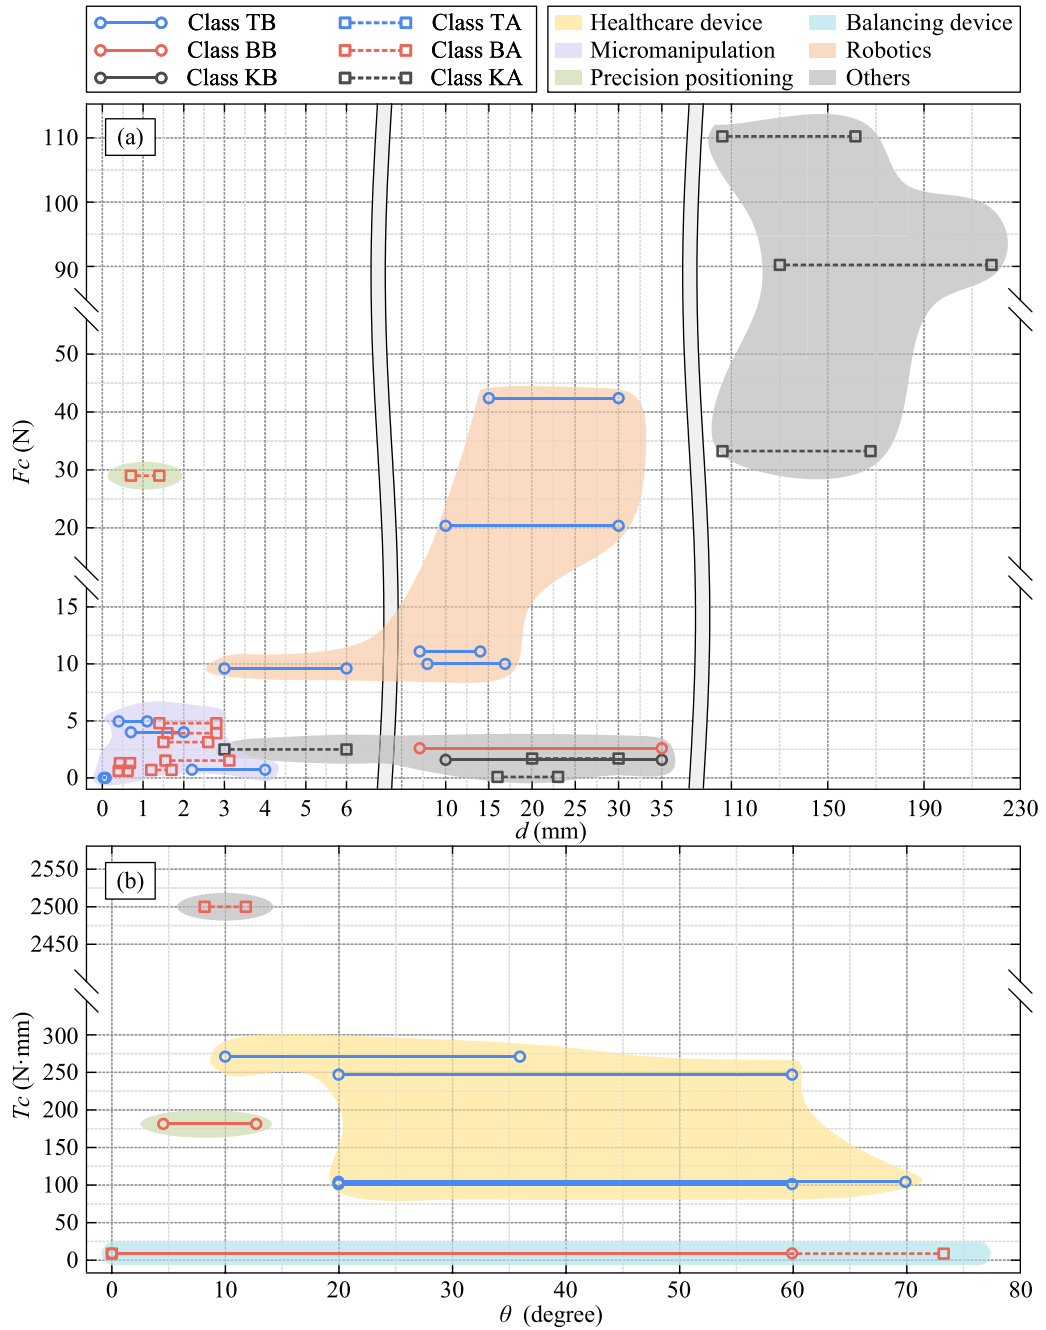 Class TB Class TA Healthcare device Balancing device
Class BB Class BA Micromanipulation Robotics
Class KB Class KA Precision positioning Others
(a)
110
100
90
50
40
30
20
15
10
5
0
Fc (N)
0 1 2 3 4 5 6 10 15 20 25 30 35 110 150 190 230
d (mm)
(b)
2550
2500
2450
300
250
200
150
100
50
0
Tc (N·mm)
0 10 20 30 40 50 60 70 80
θ (degree)